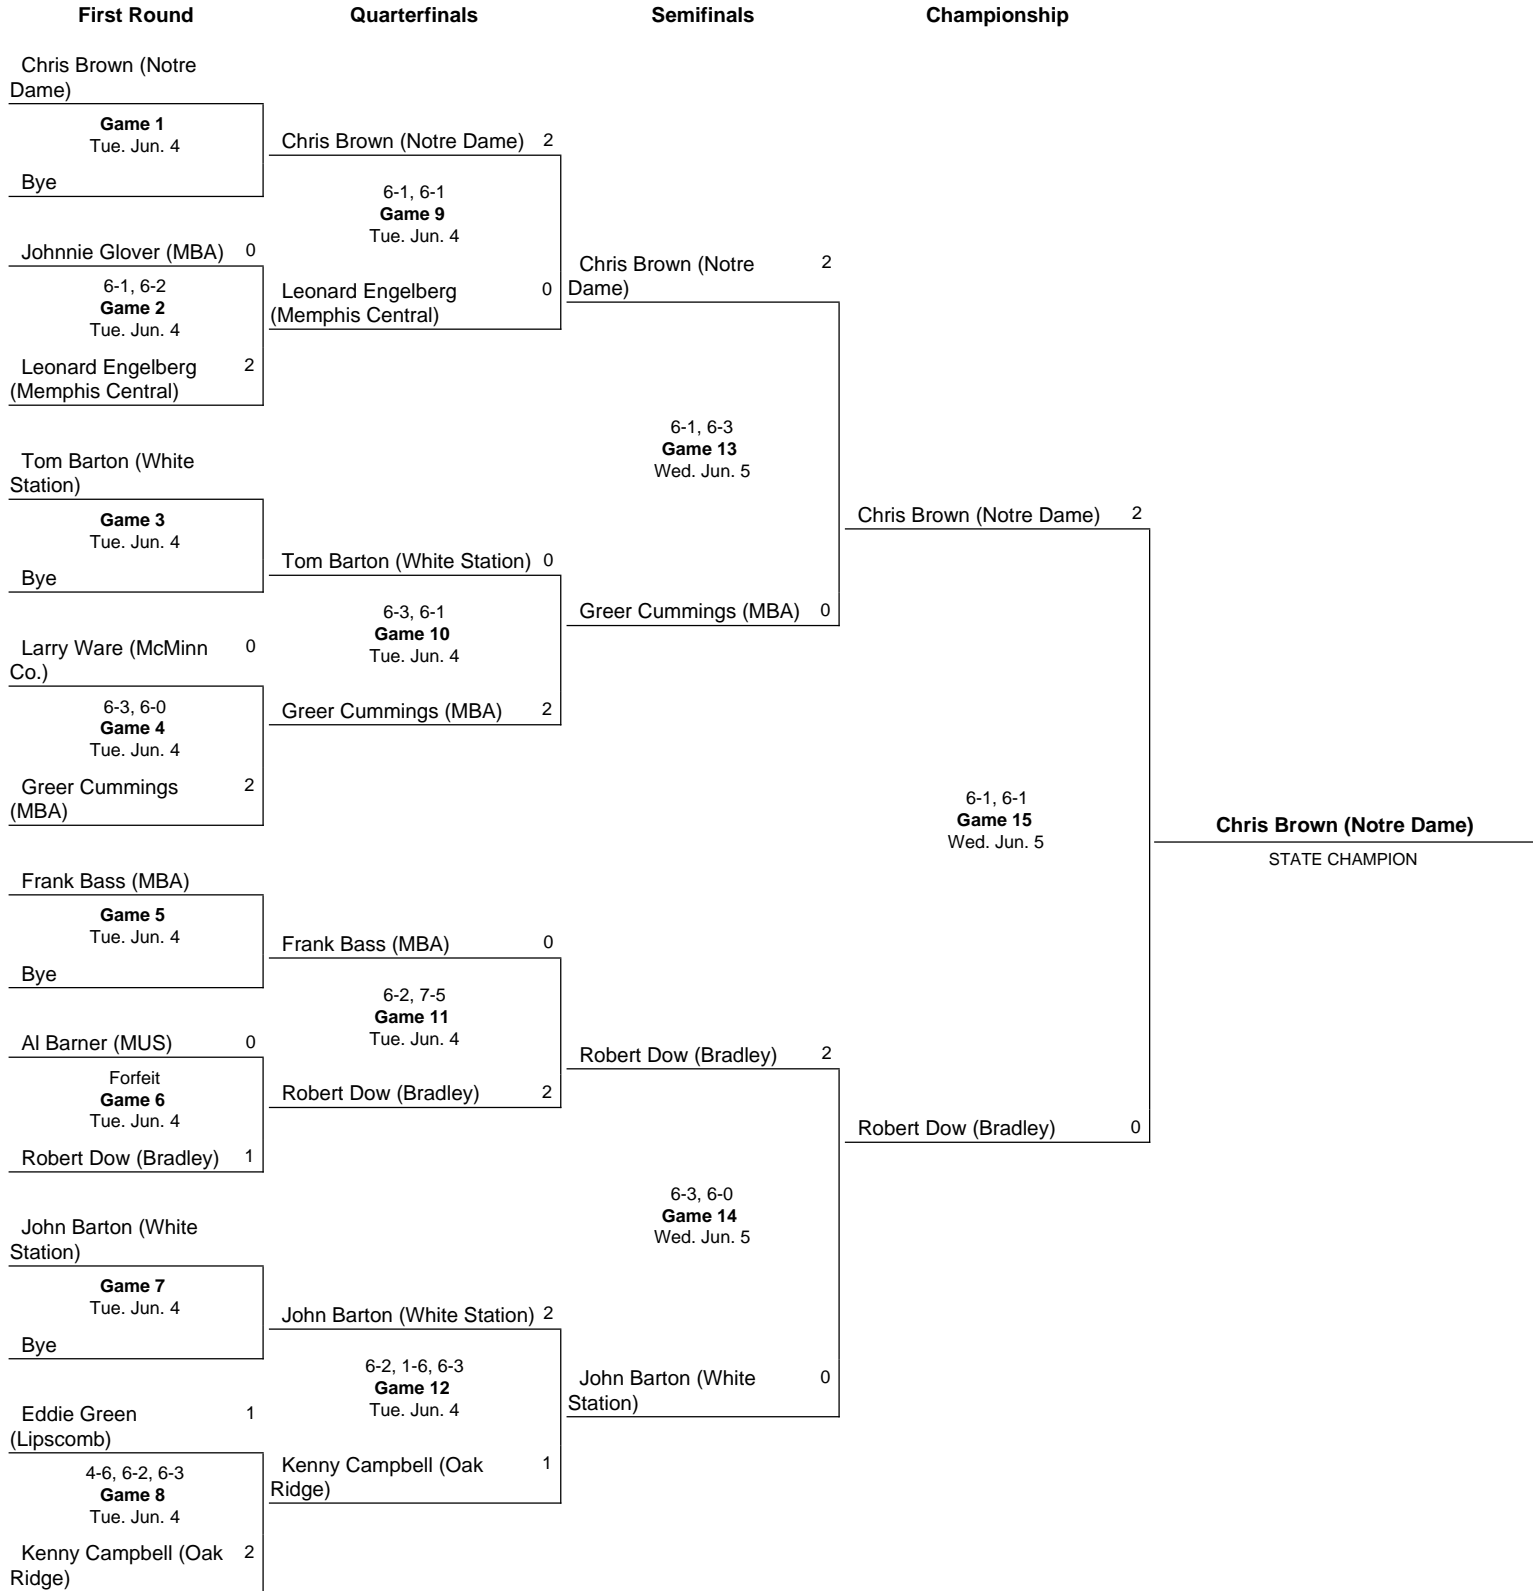 First Round
Quarterfinals
Semifinals
Championship
Chris Brown (Notre
Dame)
Game 1
Tue. Jun. 4
Bye
Johnnie Glover (MBA) 0
6-1, 6-2
Game 2
Tue. Jun. 4
Leonard Engelberg 2
(Memphis Central)
Tom Barton (White
Station)
Game 3
Tue. Jun. 4
Bye
Larry Ware (McMinn 0
Co.)
6-3, 6-0
Game 4
Tue. Jun. 4
Greer Cummings 2
(MBA)
Frank Bass (MBA)
Game 5
Tue. Jun. 4
Bye
Al Barner (MUS) 0
Forfeit
Game 6
Tue. Jun. 4
Robert Dow (Bradley) 1
John Barton (White
Station)
Game 7
Tue. Jun. 4
Bye
Eddie Green 1
(Lipscomb)
4-6, 6-2, 6-3
Game 8
Tue. Jun. 4
Kenny Campbell (Oak 2
Ridge)
Chris Brown (Notre Dame) 2
6-1, 6-1
Game 9
Tue. Jun. 4
Leonard Engelberg 0
(Memphis Central)
Tom Barton (White Station) 0
6-3, 6-1
Game 10
Tue. Jun. 4
Greer Cummings (MBA) 2
Frank Bass (MBA) 0
6-2, 7-5
Game 11
Tue. Jun. 4
Robert Dow (Bradley) 2
John Barton (White Station) 2
6-2, 1-6, 6-3
Game 12
Tue. Jun. 4
Kenny Campbell (Oak 1
Ridge)
Chris Brown (Notre 2
Dame)
6-1, 6-3
Game 13
Wed. Jun. 5
Greer Cummings (MBA) 0
Robert Dow (Bradley) 2
6-3, 6-0
Game 14
Wed. Jun. 5
John Barton (White 0
Station)
Chris Brown (Notre Dame) 2
6-1, 6-1
Game 15
Wed. Jun. 5
Robert Dow (Bradley) 0
Chris Brown (Notre Dame)
STATE CHAMPION